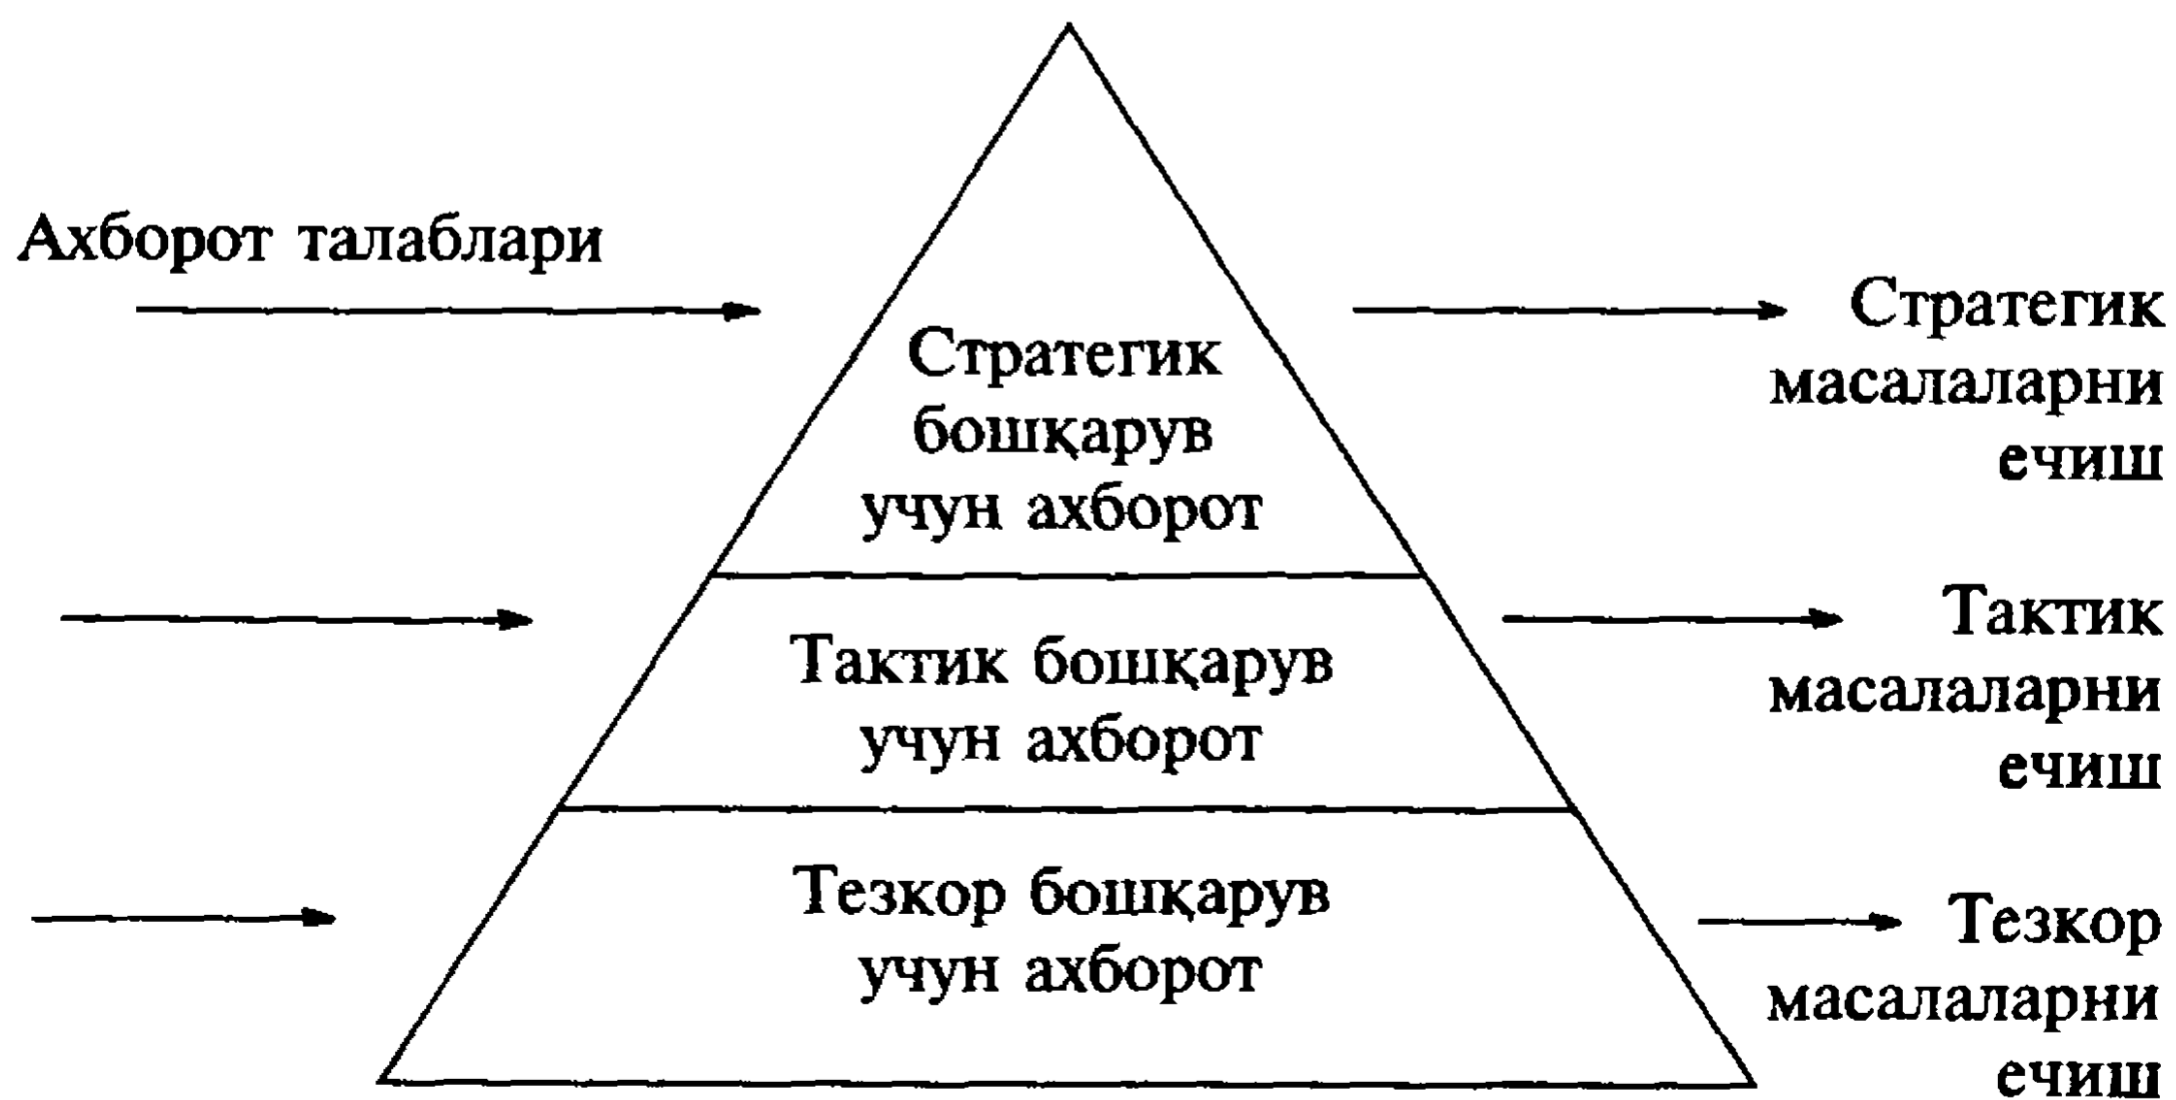 Ахборот талаблари
Стратегик
бошқарув
учун ахборот
Стратегик
масалаларни
ечиш
Тактик бошқарув
учун ахборот
Тактик
масалаларни
ечиш
Тезкор бошқарув
учун ахборот
Тезкор
масалаларни
ечиш